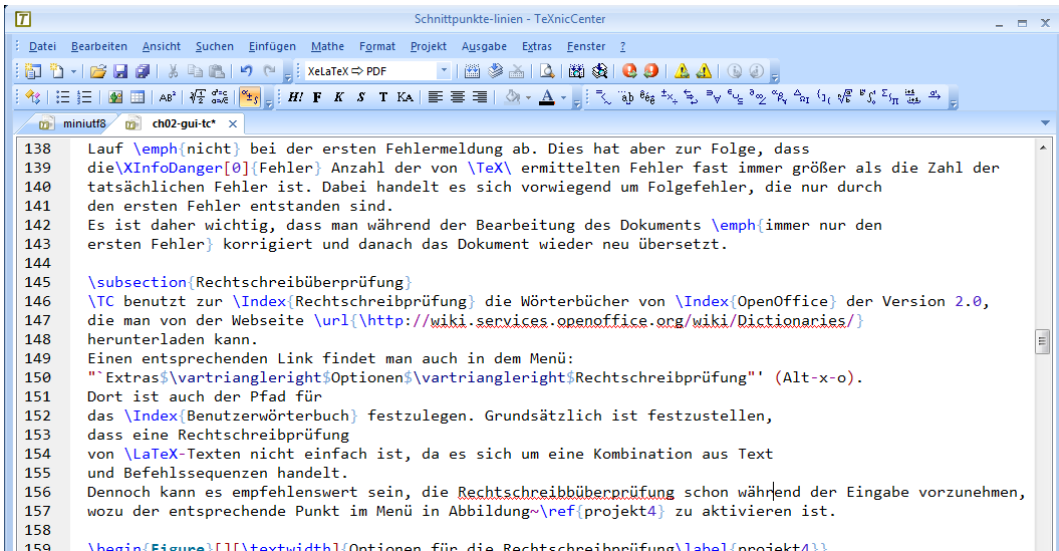 Schnittpunkte-linien - TeXnicCenter
Datei Bearbeiten Ansicht Suchen Einfügen Mathe Format Projekt Ausgabe Extras Fenster ?
XeLaTeX ⇨ PDF
H! F K S T KA
miniutf8 ch02-gui-tc* ×
138 Lauf \emph{nicht} bei der ersten Fehlermeldung ab. Dies hat aber zur Folge, dass
139 die\XInfoDanger[0]{Fehler} Anzahl der von \TeX\ ermittelten Fehler fast immer größer als die Zahl der
140 tatsächlichen Fehler ist. Dabei handelt es sich vorwiegend um Folgefehler, die nur durch
141 den ersten Fehler entstanden sind.
142 Es ist daher wichtig, dass man während der Bearbeitung des Dokuments \emph{immer nur den
143 ersten Fehler} korrigiert und danach das Dokument wieder neu übersetzt.
144
145 \subsection{Rechtschreibüberprüfung}
146 \TC benutzt zur \Index{Rechtschreibprüfung} die Wörterbücher von \Index{OpenOffice} der Version 2.0,
147 die man von der Webseite \url{\http://wiki.services.openoffice.org/wiki/Dictionaries/}
148 herunterladen kann.
149 Einen entsprechenden Link findet man auch in dem Menü:
150 "`Extras$\vartriangleright$Optionen$\vartriangleright$Rechtschreibprüfung"' (Alt-x-o).
151 Dort ist auch der Pfad für
152 das \Index{Benutzerwörterbuch} festzulegen. Grundsätzlich ist festzustellen,
153 dass eine Rechtschreibprüfung
154 von \LaTeX-Texten nicht einfach ist, da es sich um eine Kombination aus Text
155 und Befehlssequenzen handelt.
156 Dennoch kann es empfehlenswert sein, die Rechtschreibbüberprüfung schon während der Eingabe vorzunehmen,
157 wozu der entsprechende Punkt im Menü in Abbildung~\ref{projekt4} zu aktivieren ist.
158
159 \begin{Figure}[][\textwidth]{Optionen für die Rechtschreibprüfung\label{projekt4}}